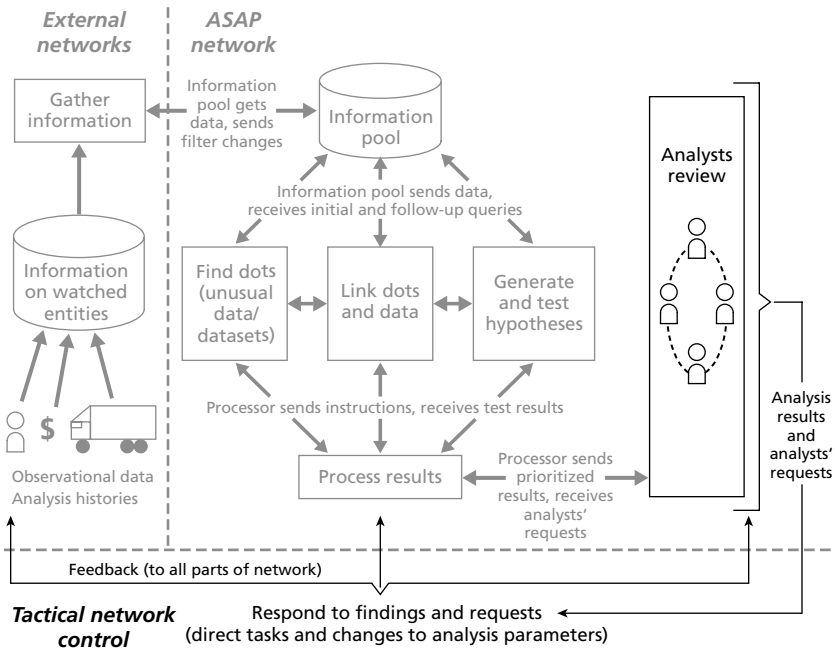 External
networks
ASAP
network
Gather
information
Information
pool gets
data, sends
filter changes
Information
pool
Analysts
review
Information pool sends data,
receives initial and follow-up queries
Information
on watched
entities
Find dots
(unusual
data/
datasets)
Link dots
and data
Generate
and test
hypotheses
Analysis
results
and
analysts’
requests
$
Processor sends instructions, receives test results
Observational data
Analysis histories
Process results
Processor sends
prioritized
results, receives
analysts’
requests
Feedback (to all parts of network)
Tactical network
control
Respond to findings and requests
(direct tasks and changes to analysis parameters)